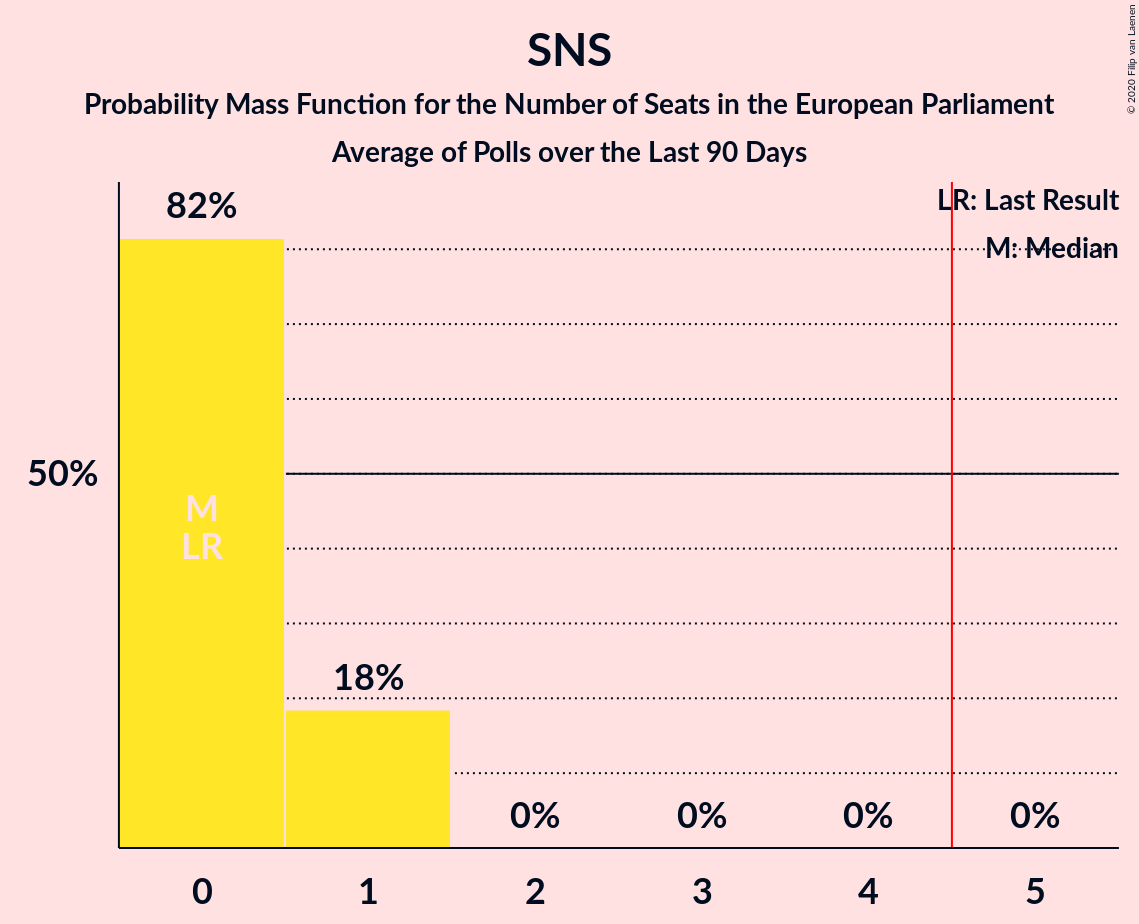 SNS
Probability Mass Function for the Number of Seats in the European Parliament
Average of Polls over the Last 90 Days
© 2020 Filip van Laenen
LR: Last Result
M: Median
82%
50%
M
LR
18%
0%
0%
0%
0%
0
1
2
3
4
5